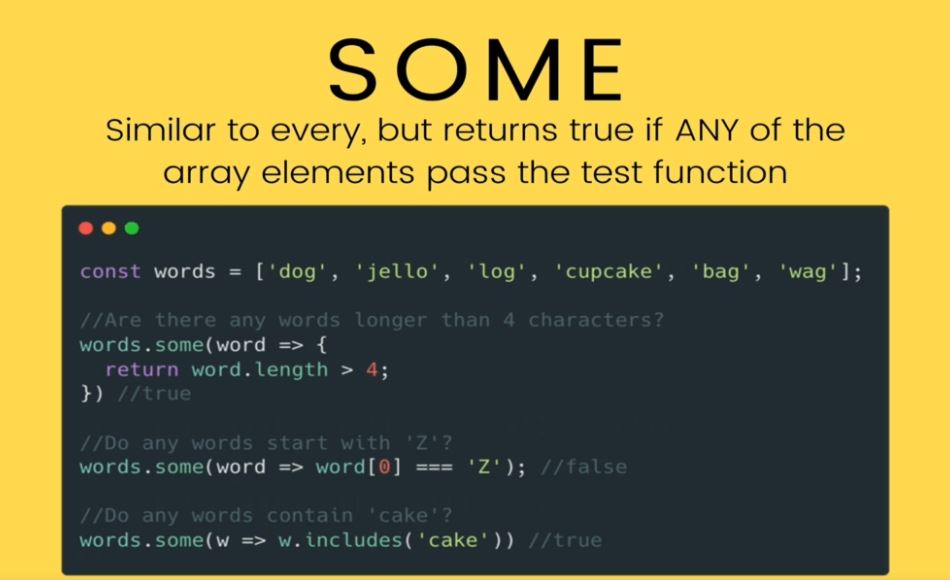 SOME
Similar to every, but returns true if ANY of the
array elements pass the test function
const words = ['dog', 'jello', 'log', 'cupcake', 'bag', 'wag'];
//Are there any words longer than 4 characters?
words.some(word => {
  return word.length > 4;
}) //true
//Do any words start with 'Z'?
words.some(word => word[0] === 'Z'); //false
//Do any words contain 'cake'?
words.some(w => w.includes('cake')) //true